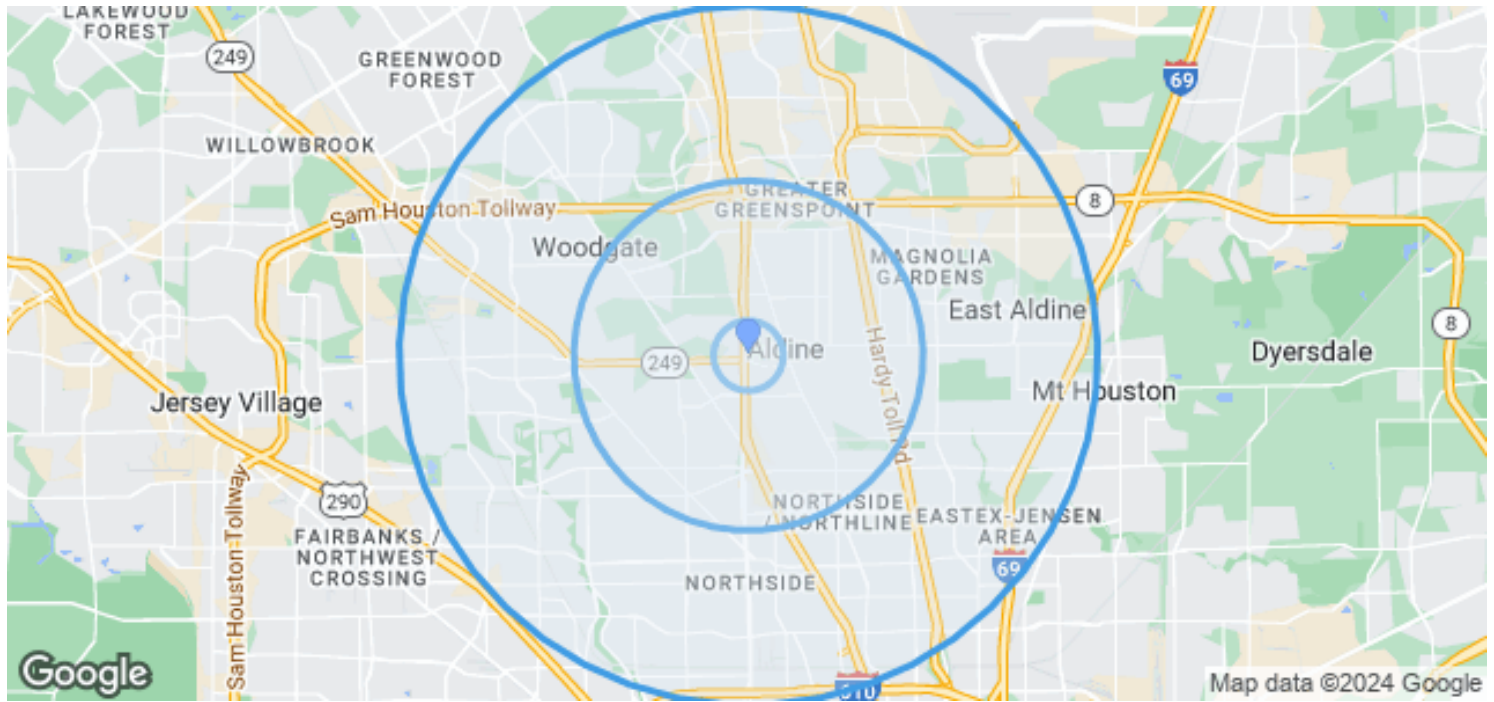 LAKEWOOD
FOREST
249
GREENWOOD
FOREST
69
WILLOWBROOK
GREATER
GREENSPOINT
8
Sam Houston Tollway
Woodgate
MAGNOLIA
GARDENS
East Aldine
8
Aldine
249
Dyersdale
Hardy Toll Rd
Jersey Village
Mt Houston
290
Sam Houston Tollway
NORTHSIDE
/ NORTHLINE
EASTEX-JENSEN
AREA
FAIRBANKS /
NORTHWEST
CROSSING
69
NORTHSIDE
610
Google
Map data ©2024 Google